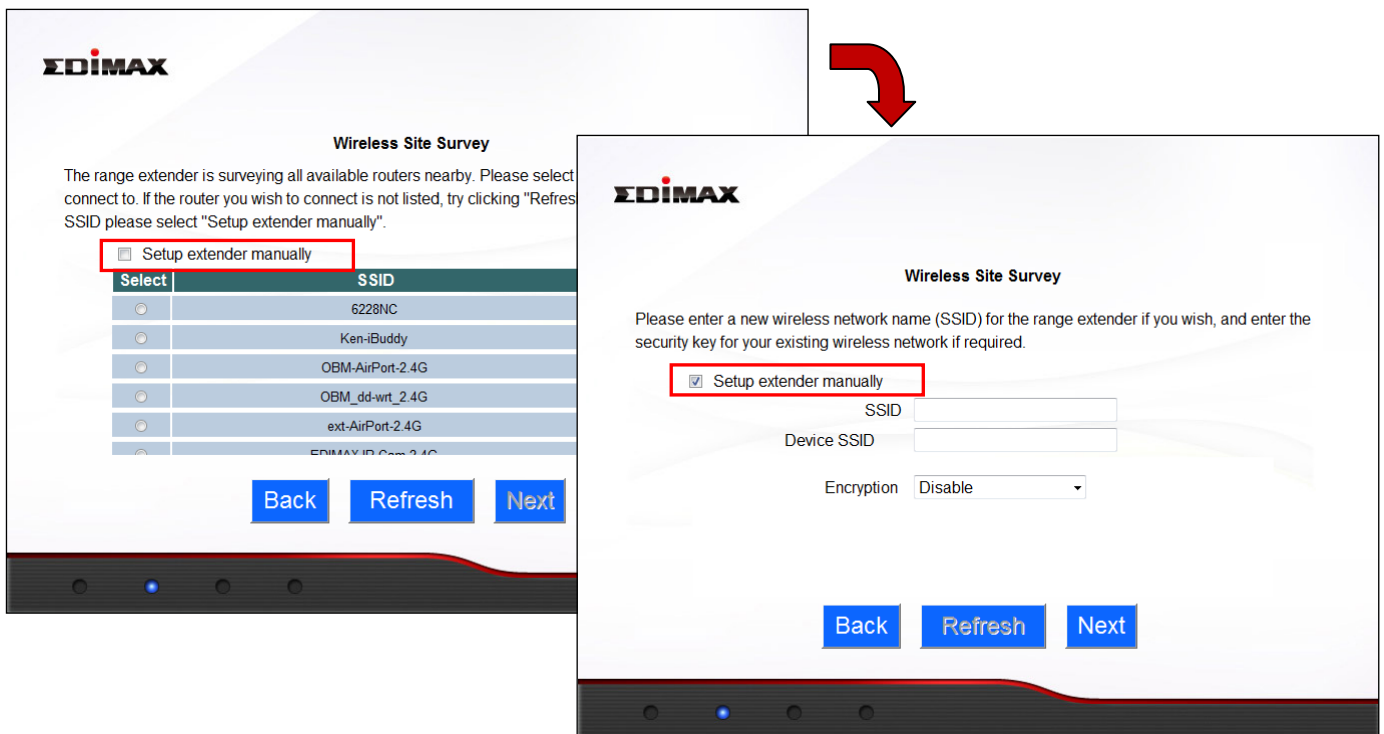 EDIMAX
Wireless Site Survey
The range extender is surveying all available routers nearby. Please select
connect to. If the router you wish to connect is not listed, try clicking "Refres
SSID please select "Setup extender manually".
Setup extender manually
Select SSID
6228NC
Ken-iBuddy
OBM-AirPort-2.4G
OBM_dd-wrt_2.4G
ext-AirPort-2.4G
EDIMAX IP Cam 2.4G
Back Refresh Next
EDIMAX
Wireless Site Survey
Please enter a new wireless network name (SSID) for the range extender if you wish, and enter the
security key for your existing wireless network if required.
Setup extender manually
SSID
Device SSID
Encryption Disable
Back Refresh Next